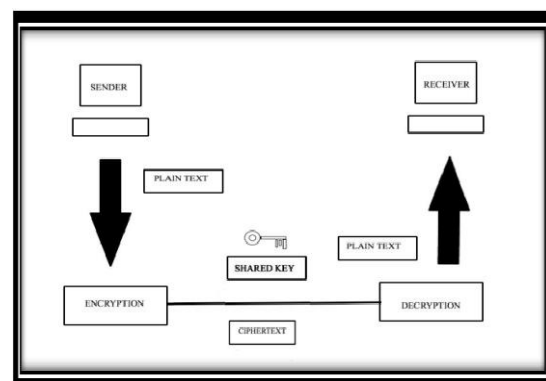 SENDER
RECEIVER
PLAIN TEXT
PLAIN TEXT
SHARED KEY
ENCRYPTION
DECRYPTION
CIPHERTEXT